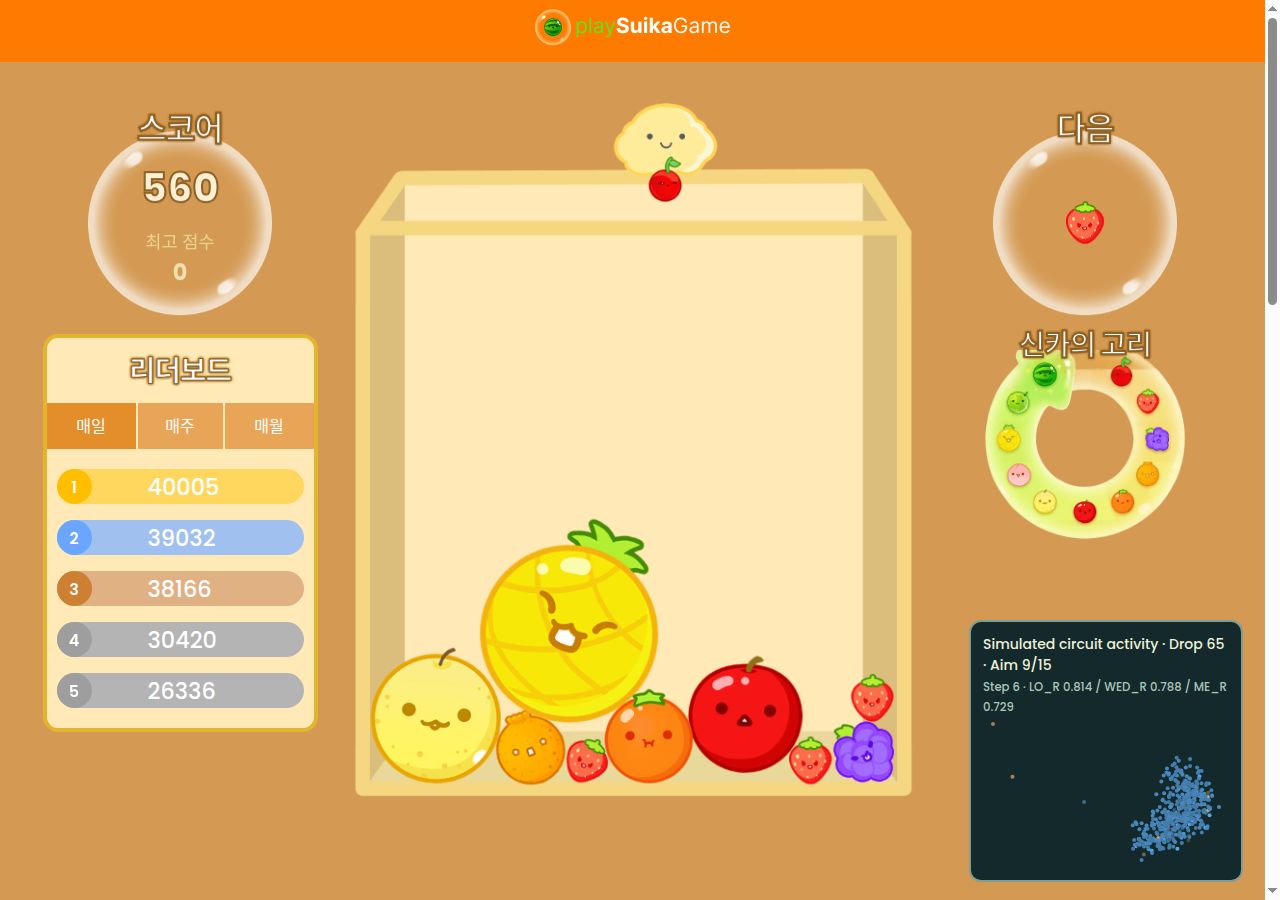 playSuikaGame
스코어
560
최고 점수
0
다음
신카의 고리
리더보드
매일 매주 매월
1 40005
2 39032
3 38166
4 30420
5 26336
Simulated circuit activity · Drop 65
· Aim 9/15
Step 6 · LO_R 0.814 / WED_R 0.788 / ME_R
0.729